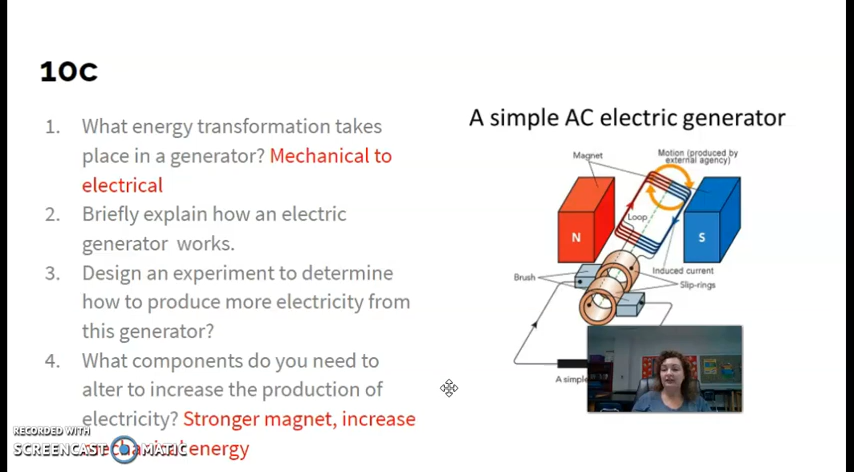 10c
1. What energy transformation takes
place in a generator? Mechanical to
electrical
2. Briefly explain how an electric
generator works.
3. Design an experiment to determine
how to produce more electricity from
this generator?
4. What components do you need to
alter to increase the production of
electricity? Stronger magnet, increase
energy
A simple AC electric generator
Magnet
Motion (produced by
external agency)
Loop
N
S
Brush
Induced current
Slip-rings
A simple
RECORDED WITH
SCREENCAST MATIC